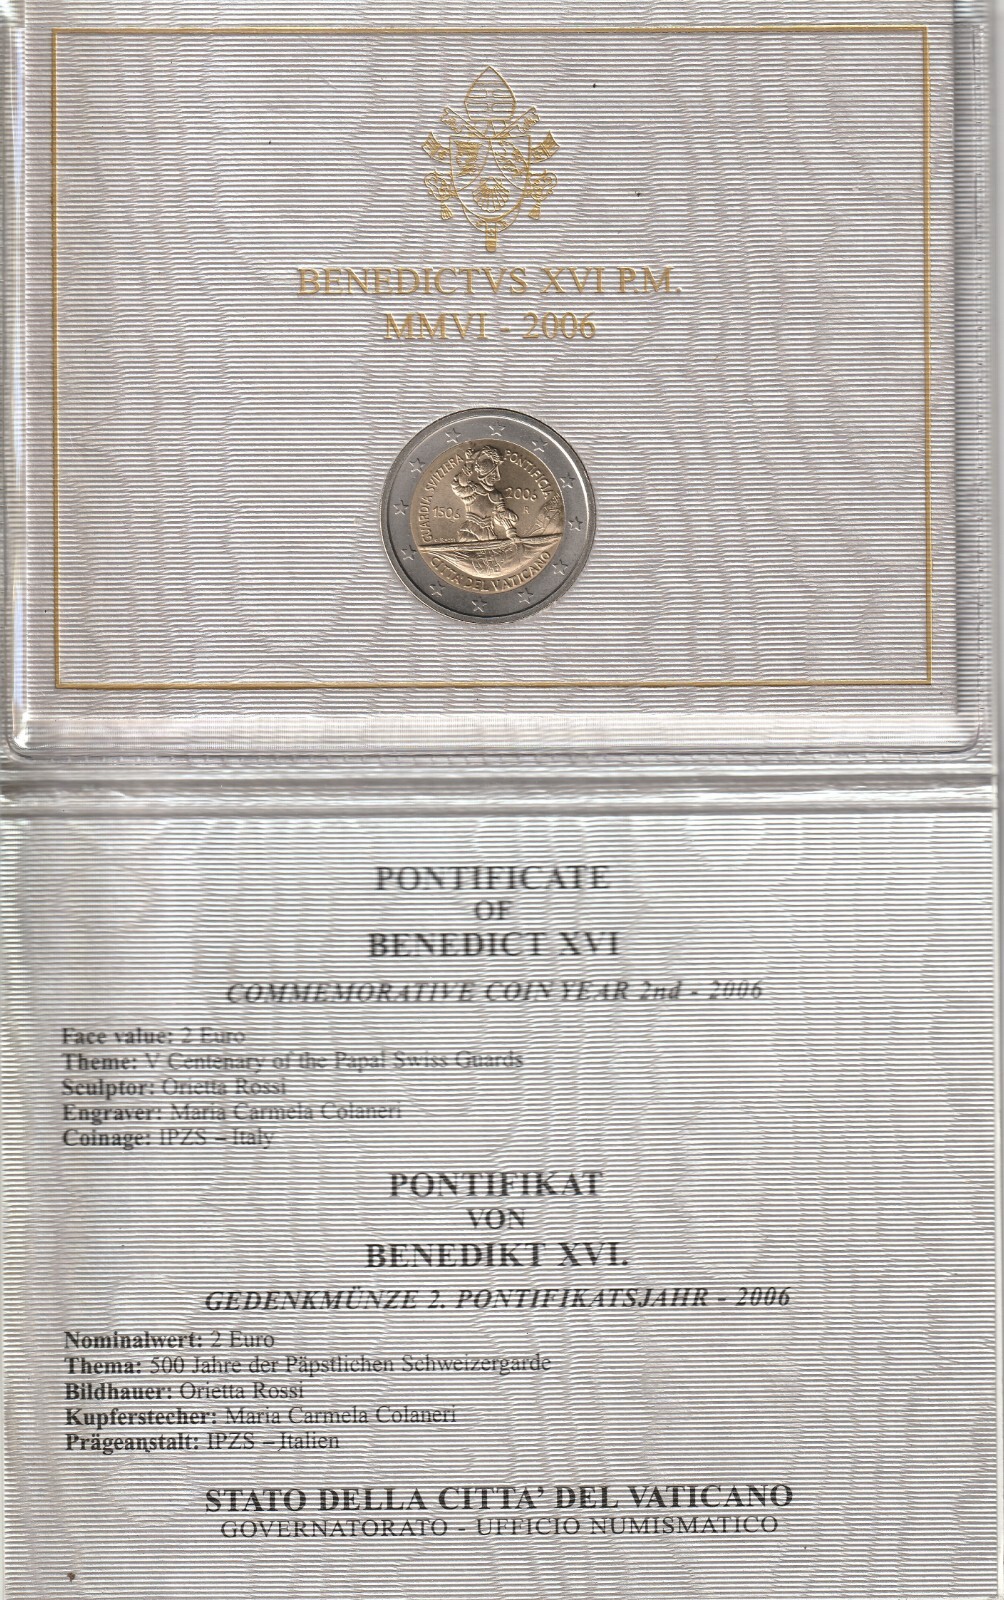 BENEDICTVS XVI P.M.
MMVI - 2006
GUARDIA SVIZZERA PONTIFICIA
1506
2006
R
CITTA' DEL VATICANO
PONTIFICATE
OF
BENEDICT XVI
COMMEMORATIVE COIN YEAR 2nd - 2006
Face value: 2 Euro
Theme: V Centenary of the Papal Swiss Guards
Sculptor: Orietta Rossi
Engraver: Maria Carmela Colaneri
Coinage: IPZS – Italy
PONTIFIKAT
VON
BENEDIKT XVI.
GEDENKMÜNZE 2. PONTIFIKATSJAHR - 2006
Nominalwert: 2 Euro
Thema: 500 Jahre der Päpstlichen Schweizergarde
Bildhauer: Orietta Rossi
Kupferstecher: Maria Carmela Colaneri
Prägeanstalt: IPZS – Italien
STATO DELLA CITTA' DEL VATICANO
GOVERNATORATO - UFFICIO NUMISMATICO